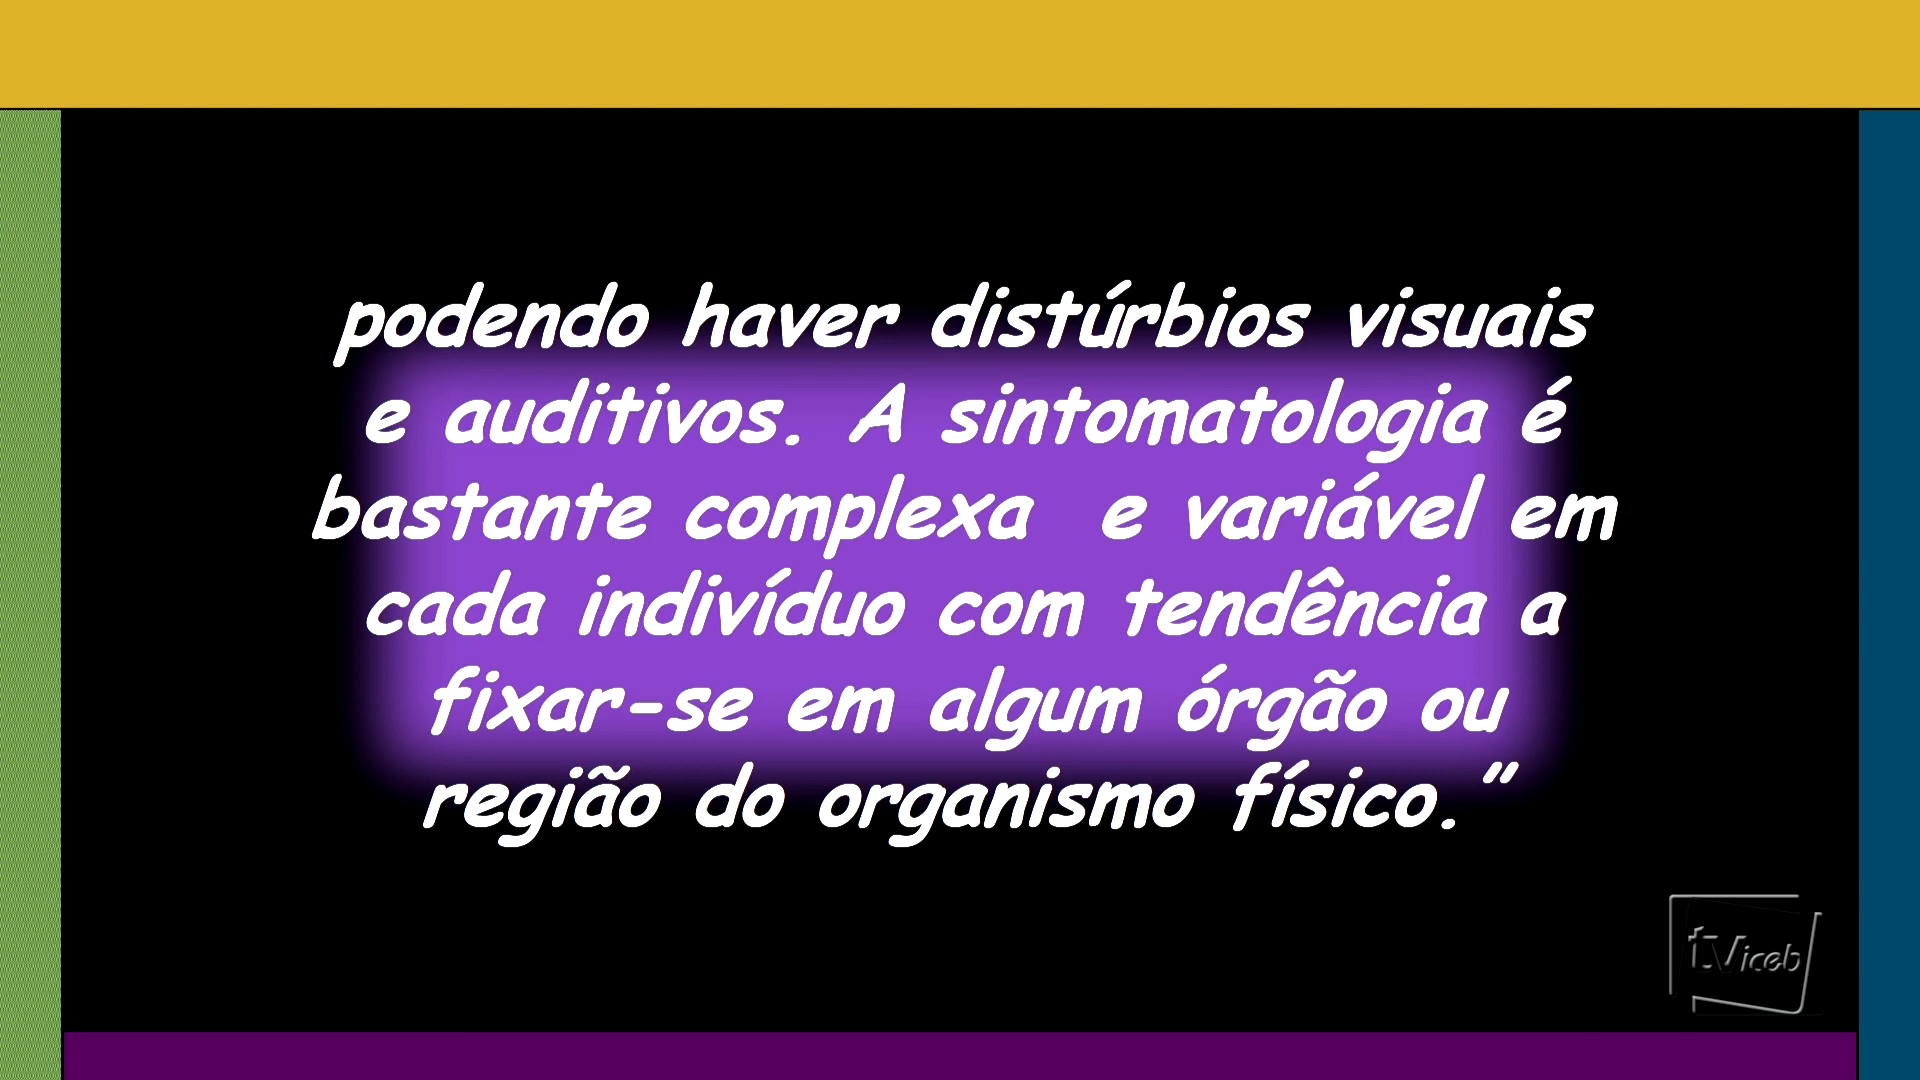 podendo haver distúrbios visuais
e auditivos. A sintomatologia é
bastante complexa  e variável em
cada indivíduo com tendência a
fixar-se em algum órgão ou
região do organismo físico.”
tViceb